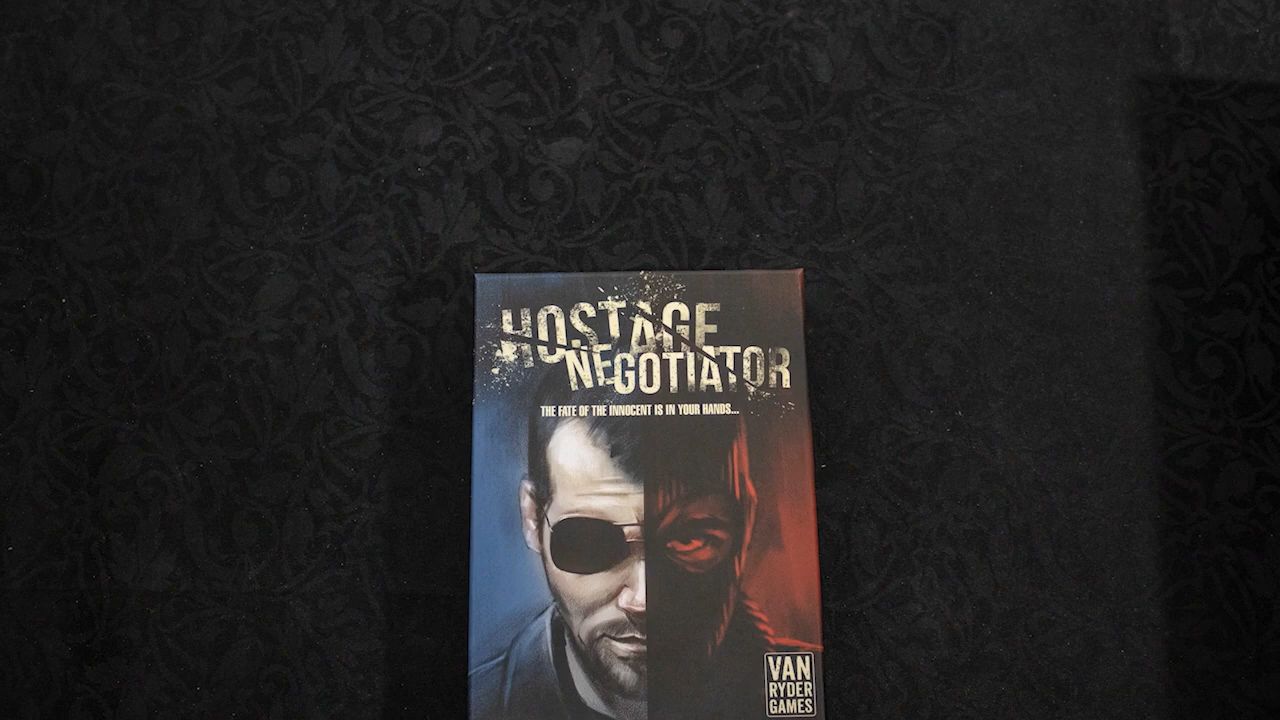 HOSTAGE
NEGOTIATOR
THE FATE OF THE INNOCENT IS IN YOUR HANDS...
VAN
RYDER
GAMES